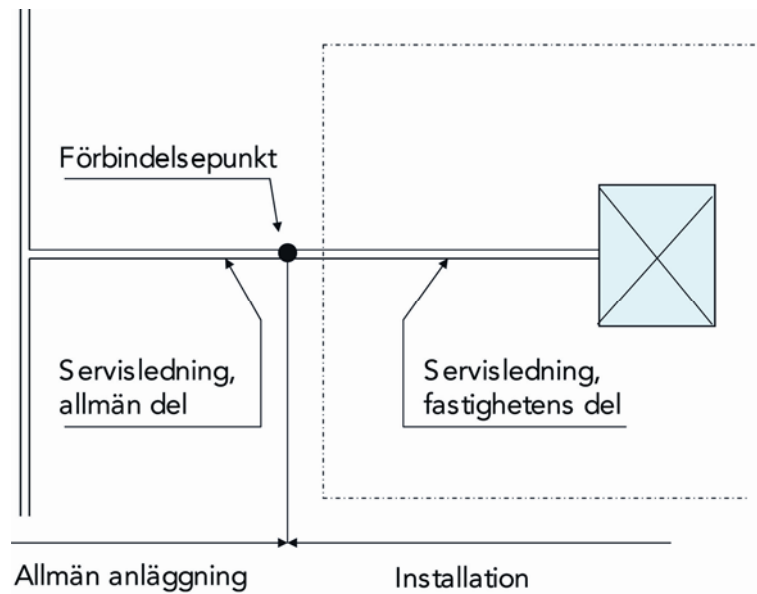 Förbindelsepunkt
Servisledning,
allmän del
Servisledning,
fastighetens del
Allmän anläggning
Installation